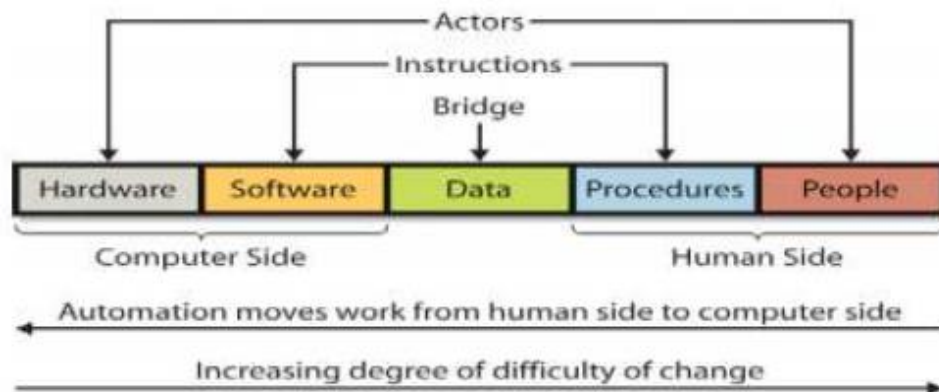 Actors
Instructions
Bridge
Hardware Software Data Procedures People
Computer Side Human Side
Automation moves work from human side to computer side
Increasing degree of difficulty of change